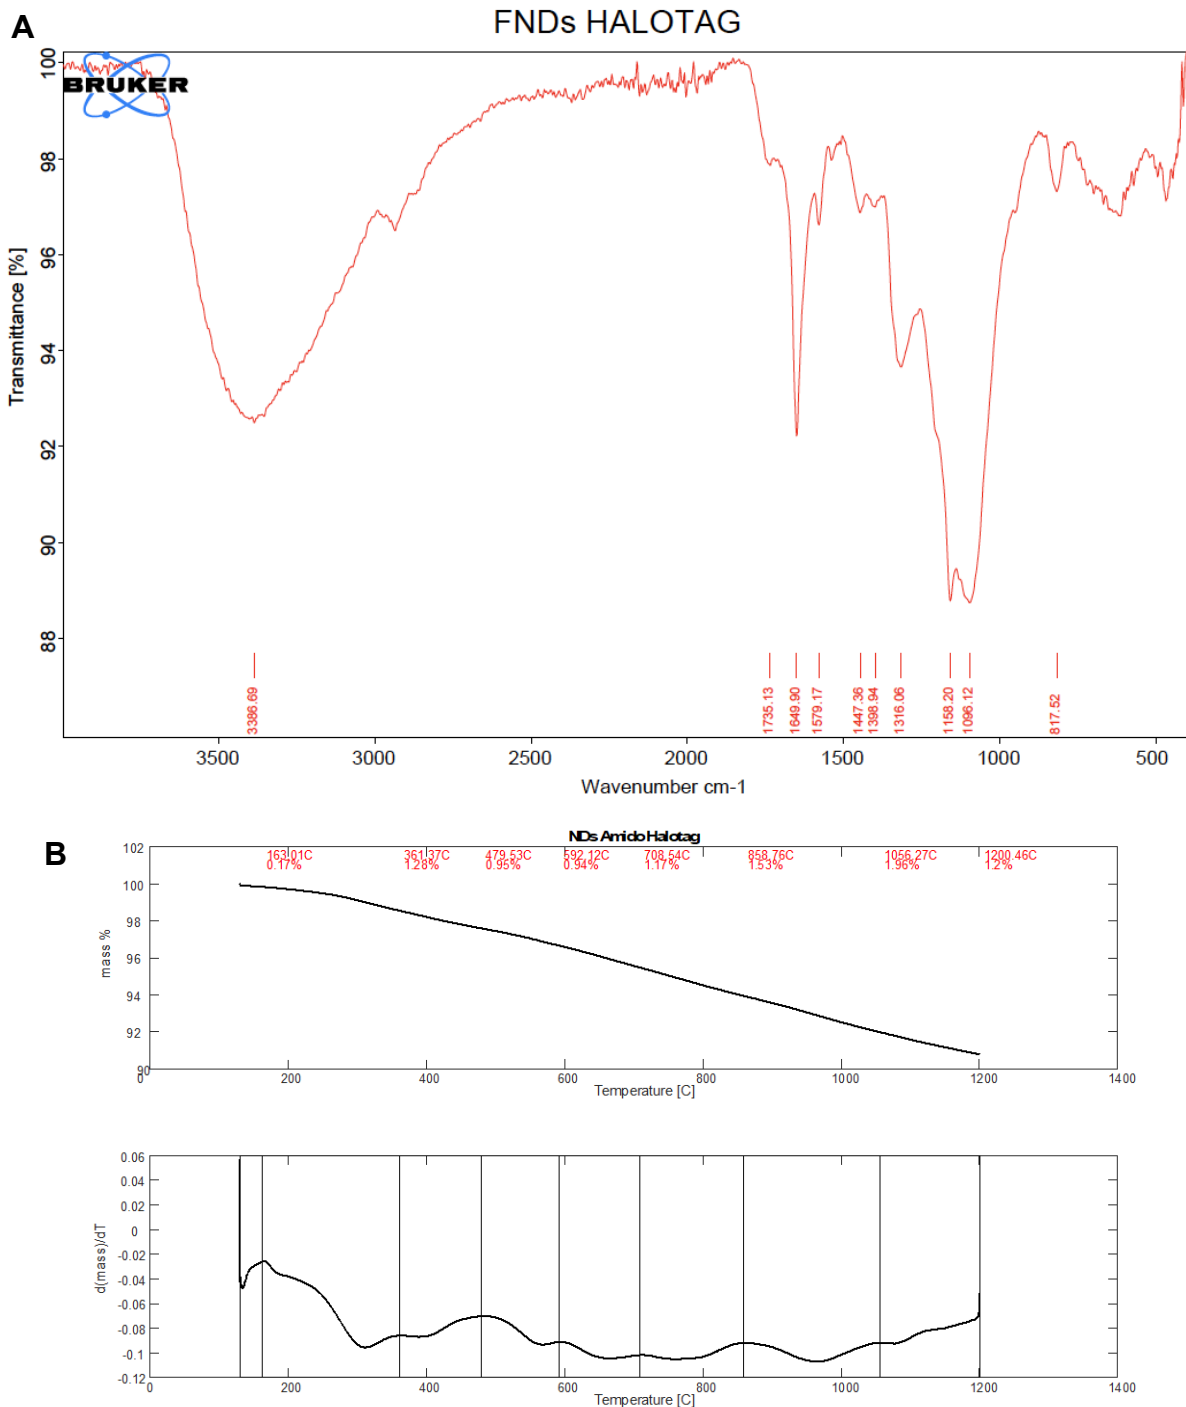 A
FNDs HALOTAG
BRUKER
Transmittance [%]
100
98
96
94
92
90
88
3386.69
1735.13
1649.90
1579.17
1447.36
1398.94
1316.06
1158.20
1096.12
817.52
3500 3000 2500 2000 1500 1000 500
Wavenumber cm-1
B
NDs Amido Halotag
163.01C 361.37C 479.53C 592.12C 708.54C 858.76C 1056.27C 1200.46C
0.17% 1.28% 0.95% 0.94% 1.17% 1.53% 1.96% 1.2%
mass %
102
100
98
96
94
92
90
0 200 400 600 800 1000 1200 1400
Temperature [C]
d(mass)/dT
0.06
0.04
0.02
0
-0.02
-0.04
-0.06
-0.08
-0.1
-0.12
0 200 400 600 800 1000 1200 1400
Temperature [C]